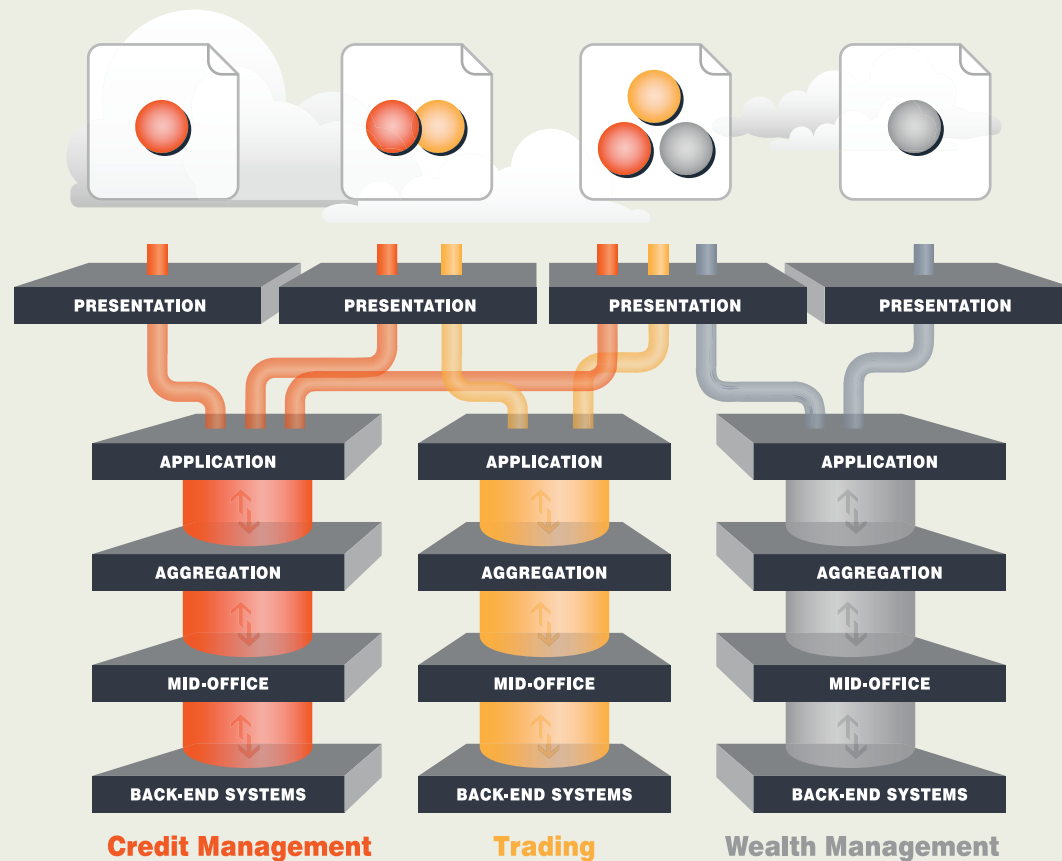 PRESENTATION
PRESENTATION
PRESENTATION
PRESENTATION
APPLICATION
APPLICATION
APPLICATION
AGGREGATION
AGGREGATION
AGGREGATION
MID-OFFICE
MID-OFFICE
MID-OFFICE
BACK-END SYSTEMS
BACK-END SYSTEMS
BACK-END SYSTEMS
Credit Management
Trading
Wealth Management